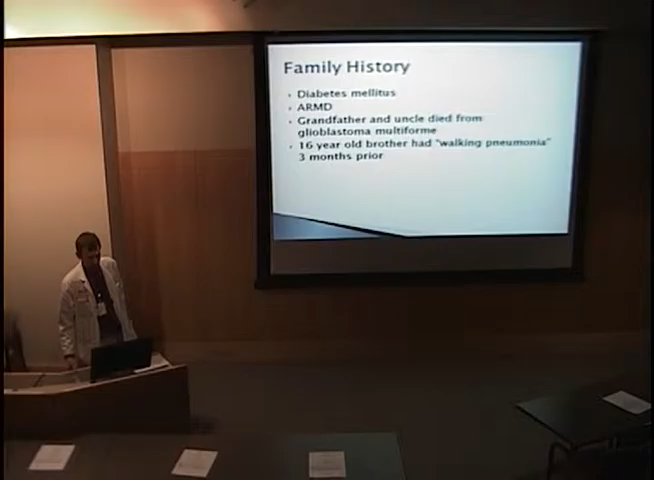 Family History
Diabetes mellitus
ARMD
Grandfather and uncle died from
glioblastoma multiforme
16 year old brother had "walking pneumonia"
3 months prior